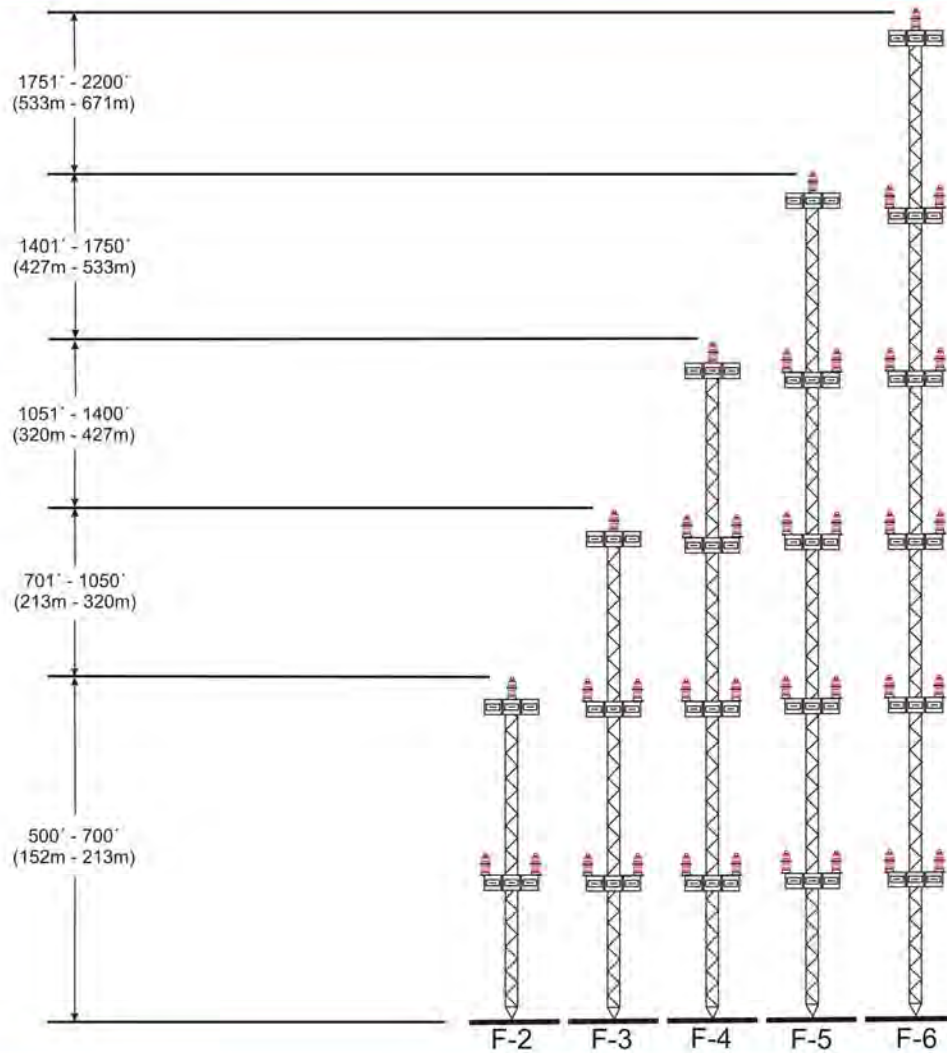 1751´ - 2200´
(533m - 671m)
1401´ - 1750´
(427m - 533m)
1051´ - 1400´
(320m - 427m)
701´ - 1050´
(213m - 320m)
500´ - 700´
(152m - 213m)
F-2 F-3 F-4 F-5 F-6